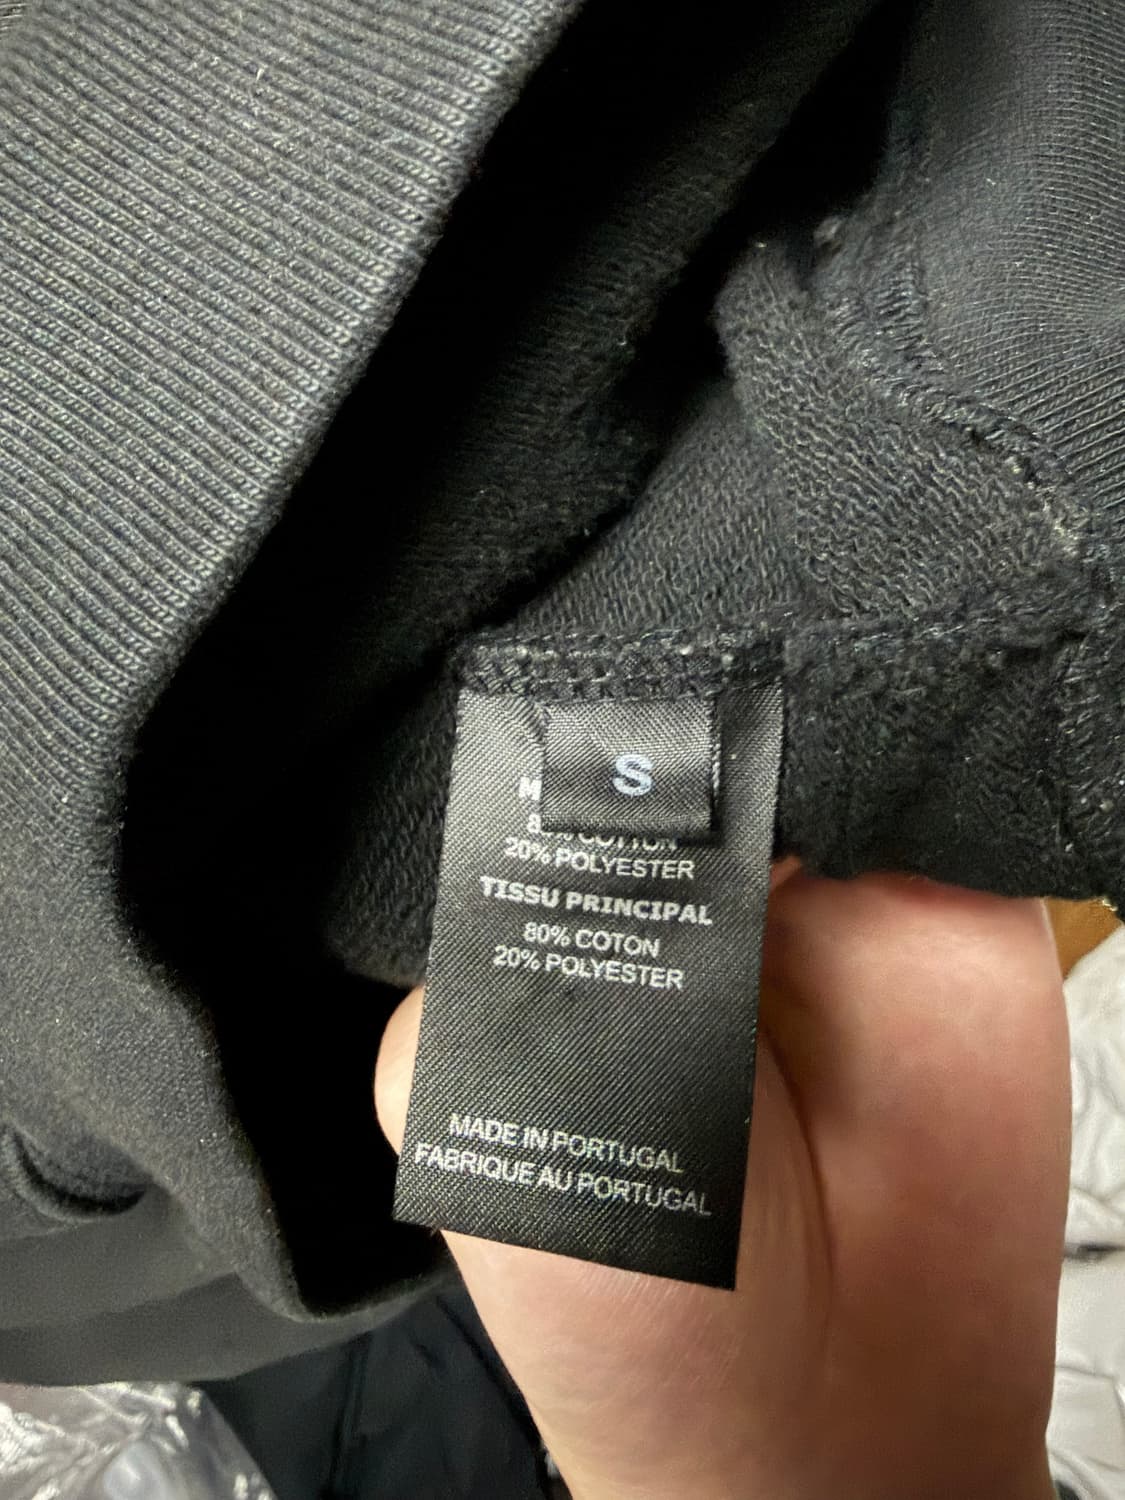 S
20% POLYESTER
TISSU PRINCIPAL
80% COTON
20% POLYESTER
MADE IN PORTUGAL
FABRIQUE AU PORTUGAL